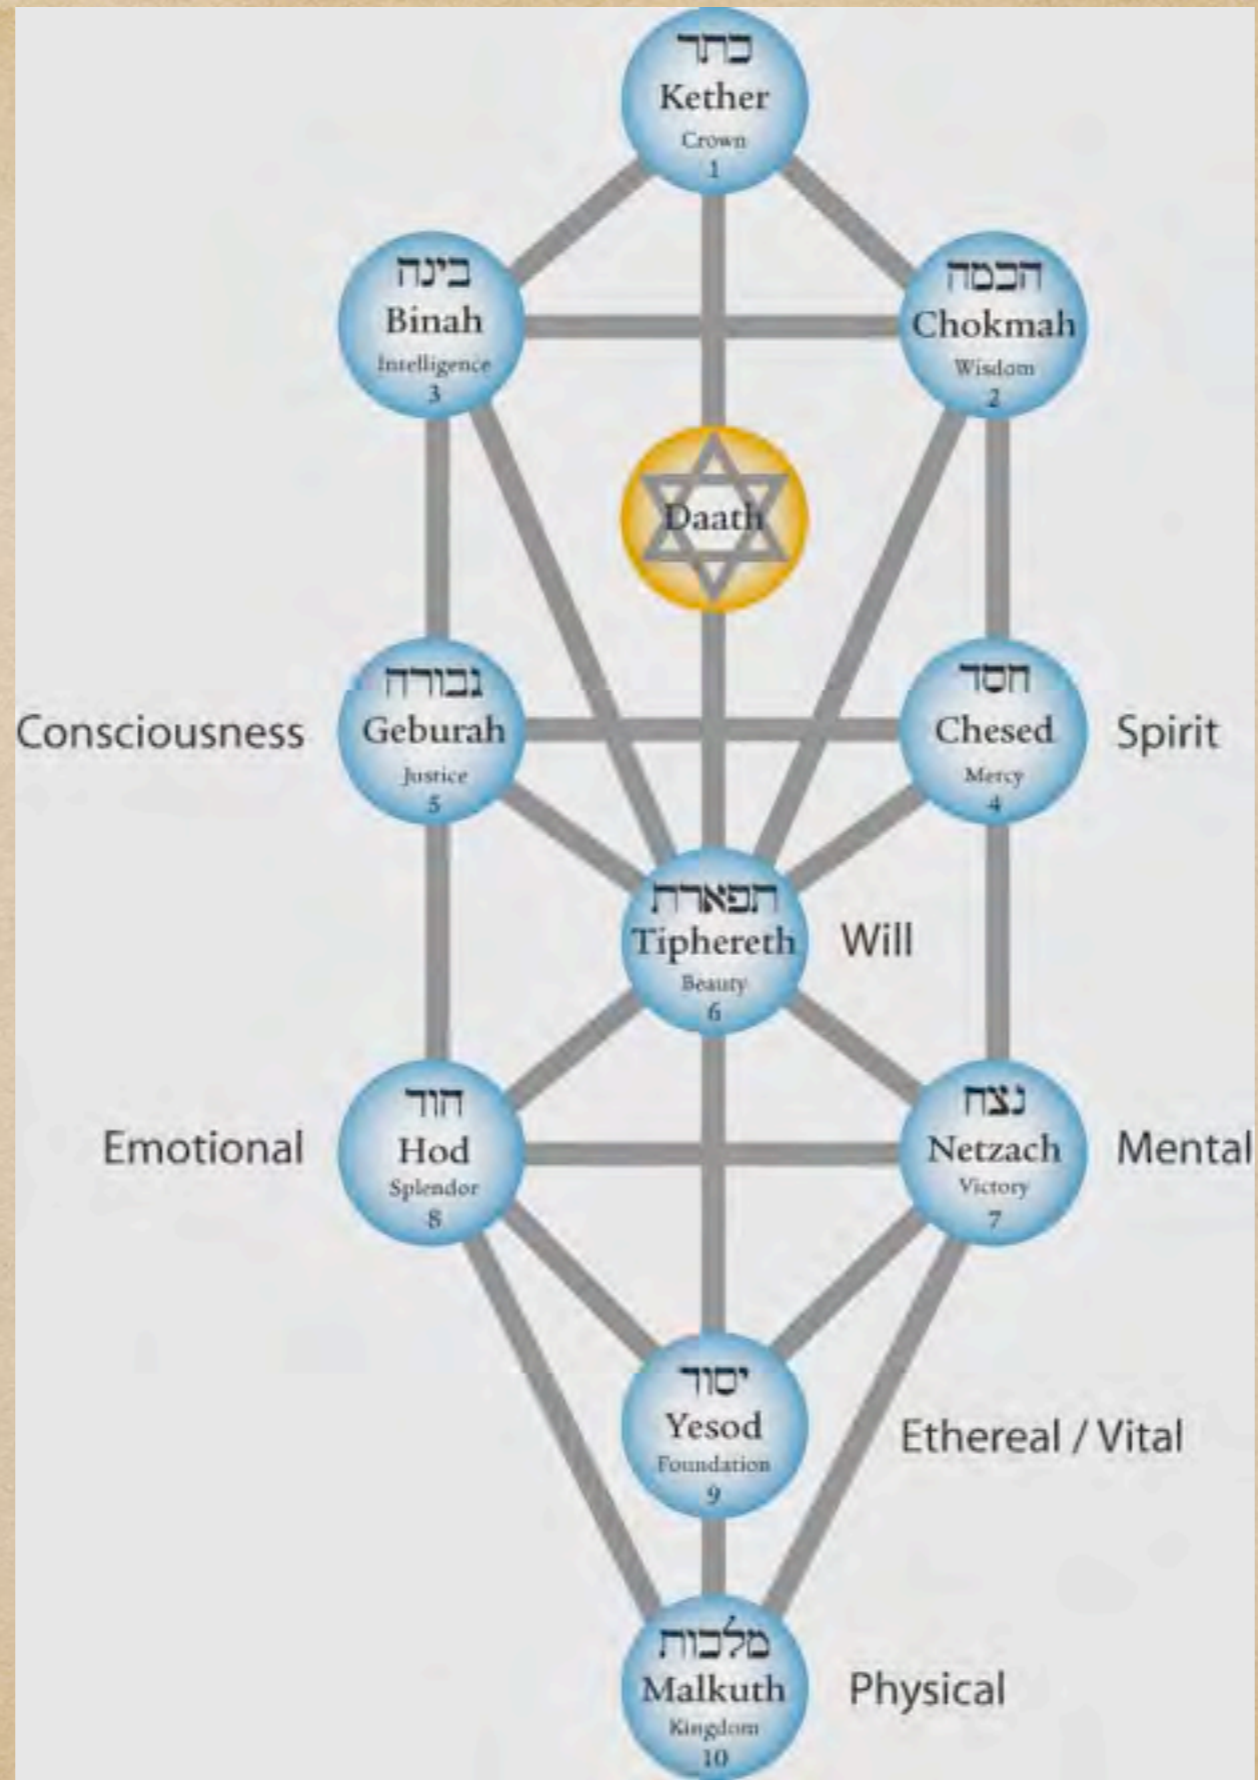 כתר
Kether
Crown
1
בינה
Binah
Intelligence
3
הכמה
Chokmah
Wisdom
2
Daath
Consciousness
גבורה
Geburah
Justice
5
חסד
Chesed
Mercy
4
Spirit
תפארת
Tiphereth
Beauty
6
Will
Emotional
הוד
Hod
Splendor
8
נצח
Netzach
Victory
7
Mental
יסוד
Yesod
Foundation
9
Ethereal / Vital
מלכות
Malkuth
Kingdom
10
Physical